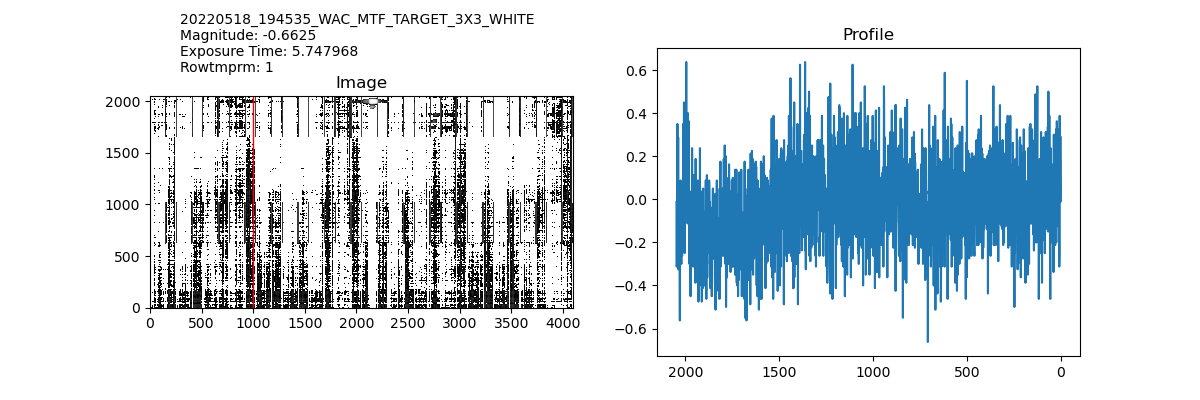 20220518_194535_WAC_MTF_TARGET_3X3_WHITE
Magnitude: -0.6625
Exposure Time: 5.747968
Rowtmprm: 1
Image
2000
1500
1000
500
0
0 500 1000 1500 2000 2500 3000 3500 4000
Profile
0.6
0.4
0.2
0.0
−0.2
−0.4
−0.6
2000 1500 1000 500 0